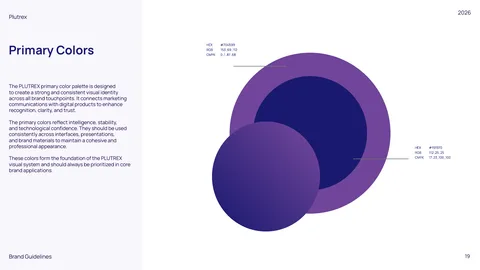 Plutrex
2026
Primary Colors
HEX
RGB
CMYK
The PLUTREX primary color palette is designed
to create a strong and consistent visual identity
across all brand touchpoints. It connects marketing
communications with digital products to enhance
recognition, clarity, and trust.
The primary colors reflect intelligence, stability,
and technological confidence. They should be used
consistently across interfaces, presentations,
and brand materials to maintain a cohesive and
professional appearance.
These colors form the foundation of the PLUTREX
visual system and should always be prioritized in core
brand applications
HEX
RGB
CMYK
Brand Guidelines
19